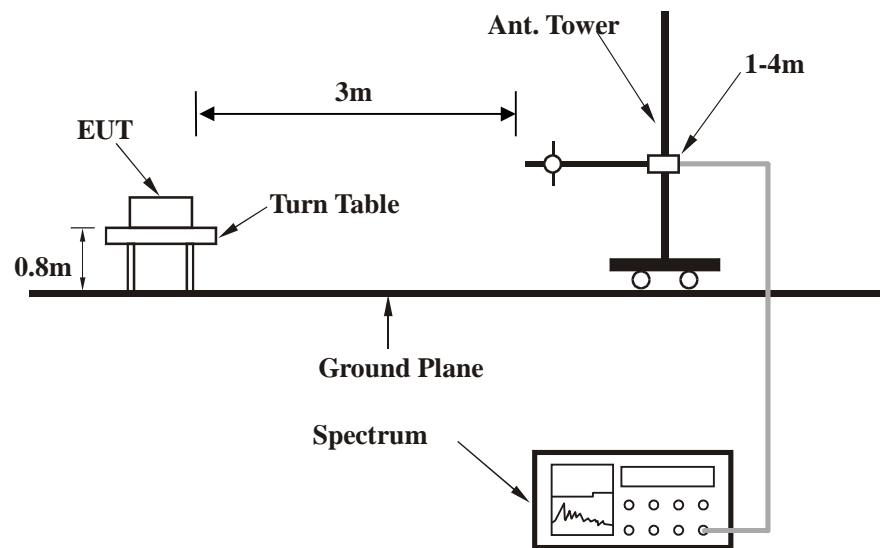 Ant. Tower
1-4m
3m
EUT
Turn Table
0.8m
Ground Plane
Spectrum